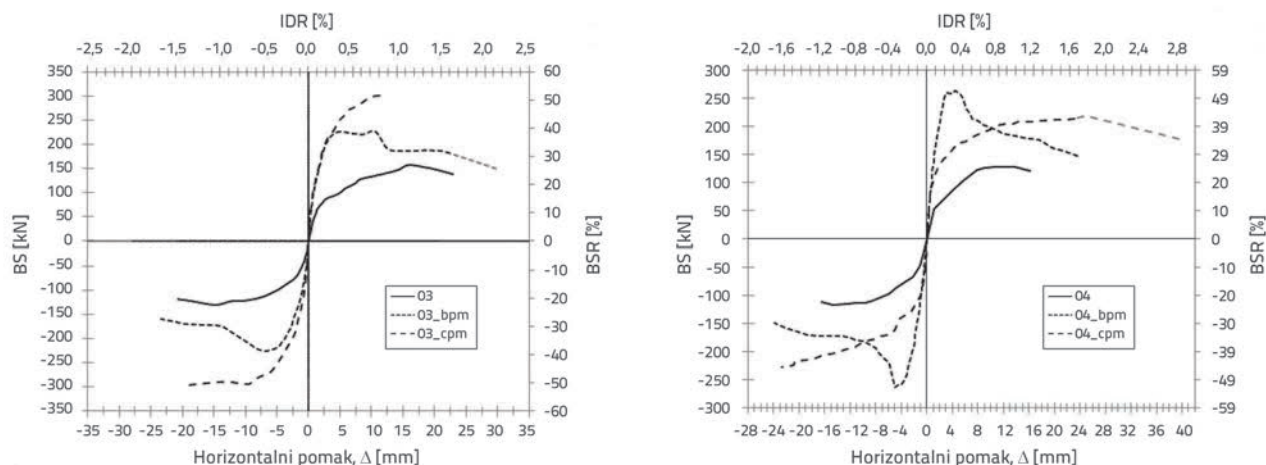 IDR [%]
-2,5 -2,0 -1,5 -1,0 -0,5 0,0 0,5 1,0 1,5 2,0 2,5
350 300 250 200 150 100 50 0 -50 -100 -150 -200 -250 -300 -350
BS [kN]
60 50 40 30 20 10 0 -10 -20 -30 -40 -50 -60
BSR [%]
03
03_bpm
03_cpm
-35 -30 -25 -20 -15 -10 -5 0 5 10 15 20 25 30 35
Horizontalni pomak, Δ [mm]
IDR [%]
-2,0 -1,6 -1,2 -0,8 -0,4 0,0 0,4 0,8 1,2 1,7 2,0 2,4 2,8
300 250 200 150 100 50 0 -50 -100 -150 -200 -250 -300
BS [kN]
59 49 39 29 20 10 0 -10 -20 -29 -39 -49 -59
BSR [%]
04
04_bpm
04_cpm
-28 -24 -20 -16 -12 -8 -4 0 4 8 12 16 20 24 28 32 36 40
Horizontalni pomak, Δ [mm]